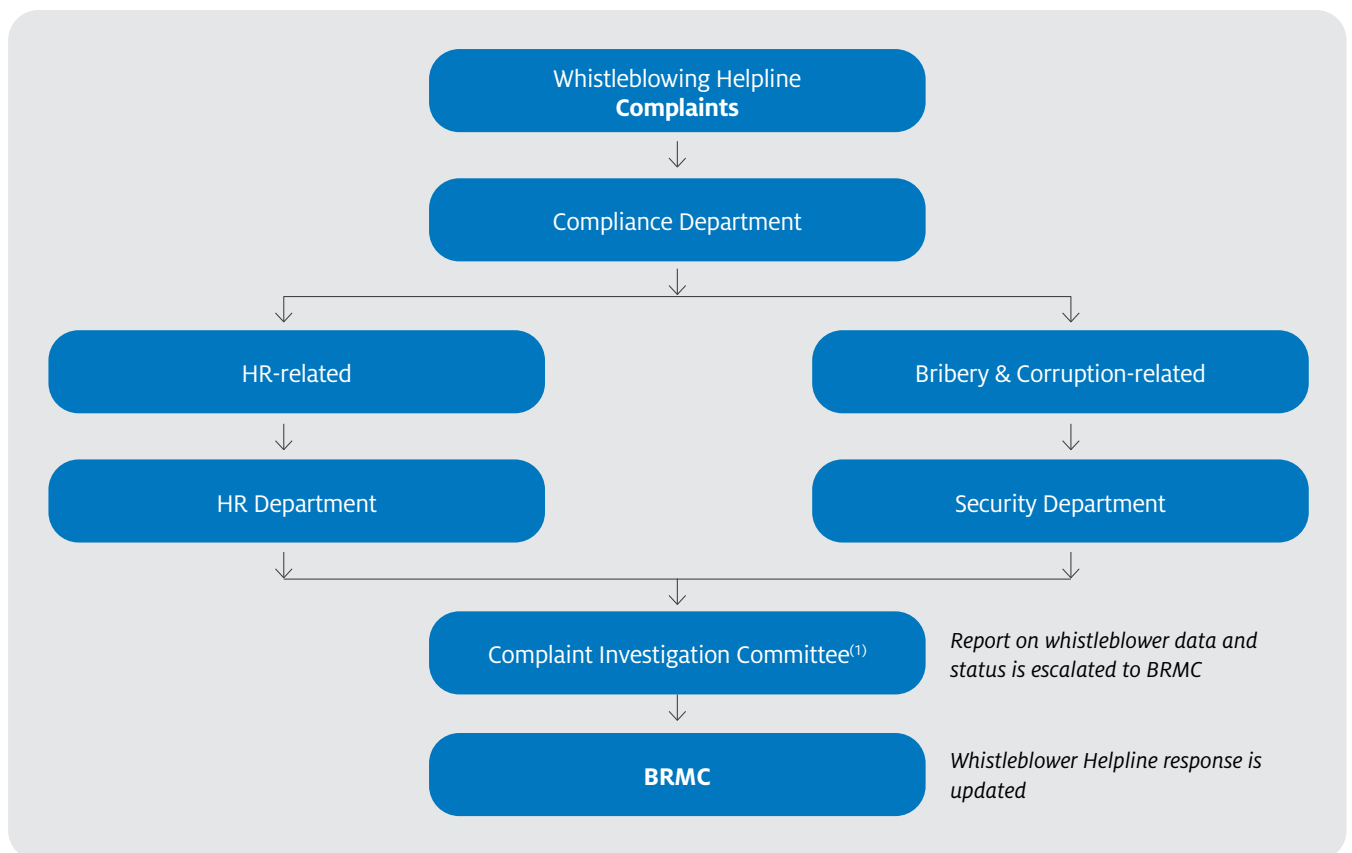 Whistleblowing Helpline
Complaints
Compliance Department
HR-related
Bribery & Corruption-related
HR Department
Security Department
Complaint Investigation Committee(1)
Report on whistleblower data and
status is escalated to BRMC
BRMC
Whistleblower Helpline response is
updated